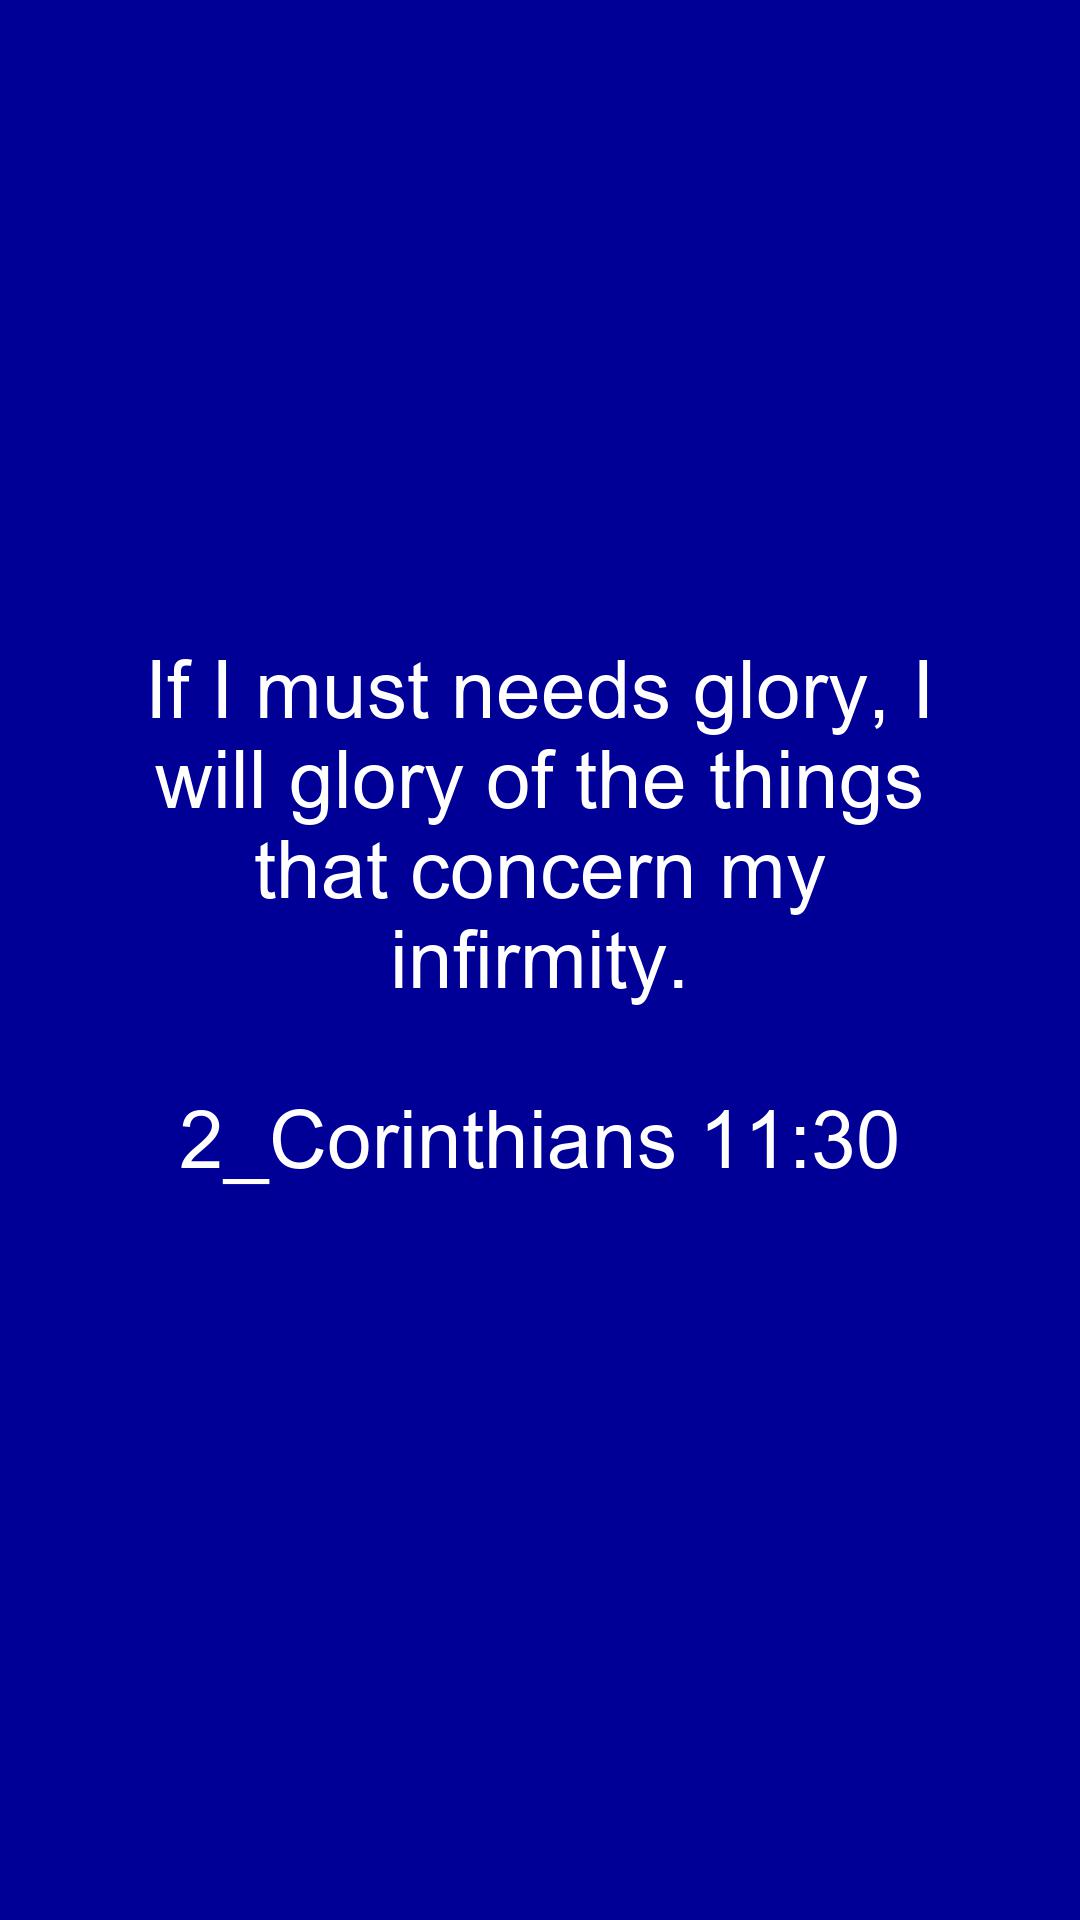 If I must needs glory, I
will glory of the things
that concern my
infirmity.
2_Corinthians 11:30